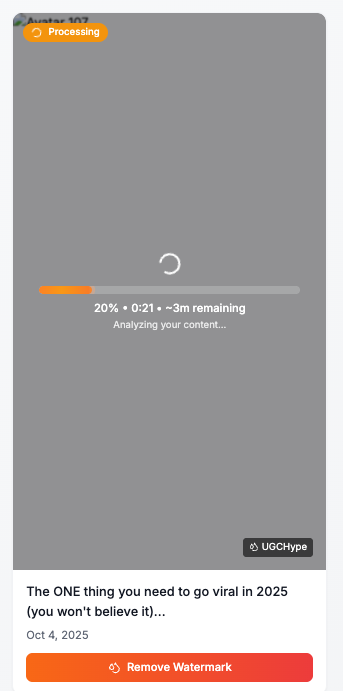 Avatar 107
Processing
20% • 0:21 • ~3m remaining
Analyzing your content...
UGCHype
The ONE thing you need to go viral in 2025
(you won't believe it)...
Oct 4, 2025
Remove Watermark